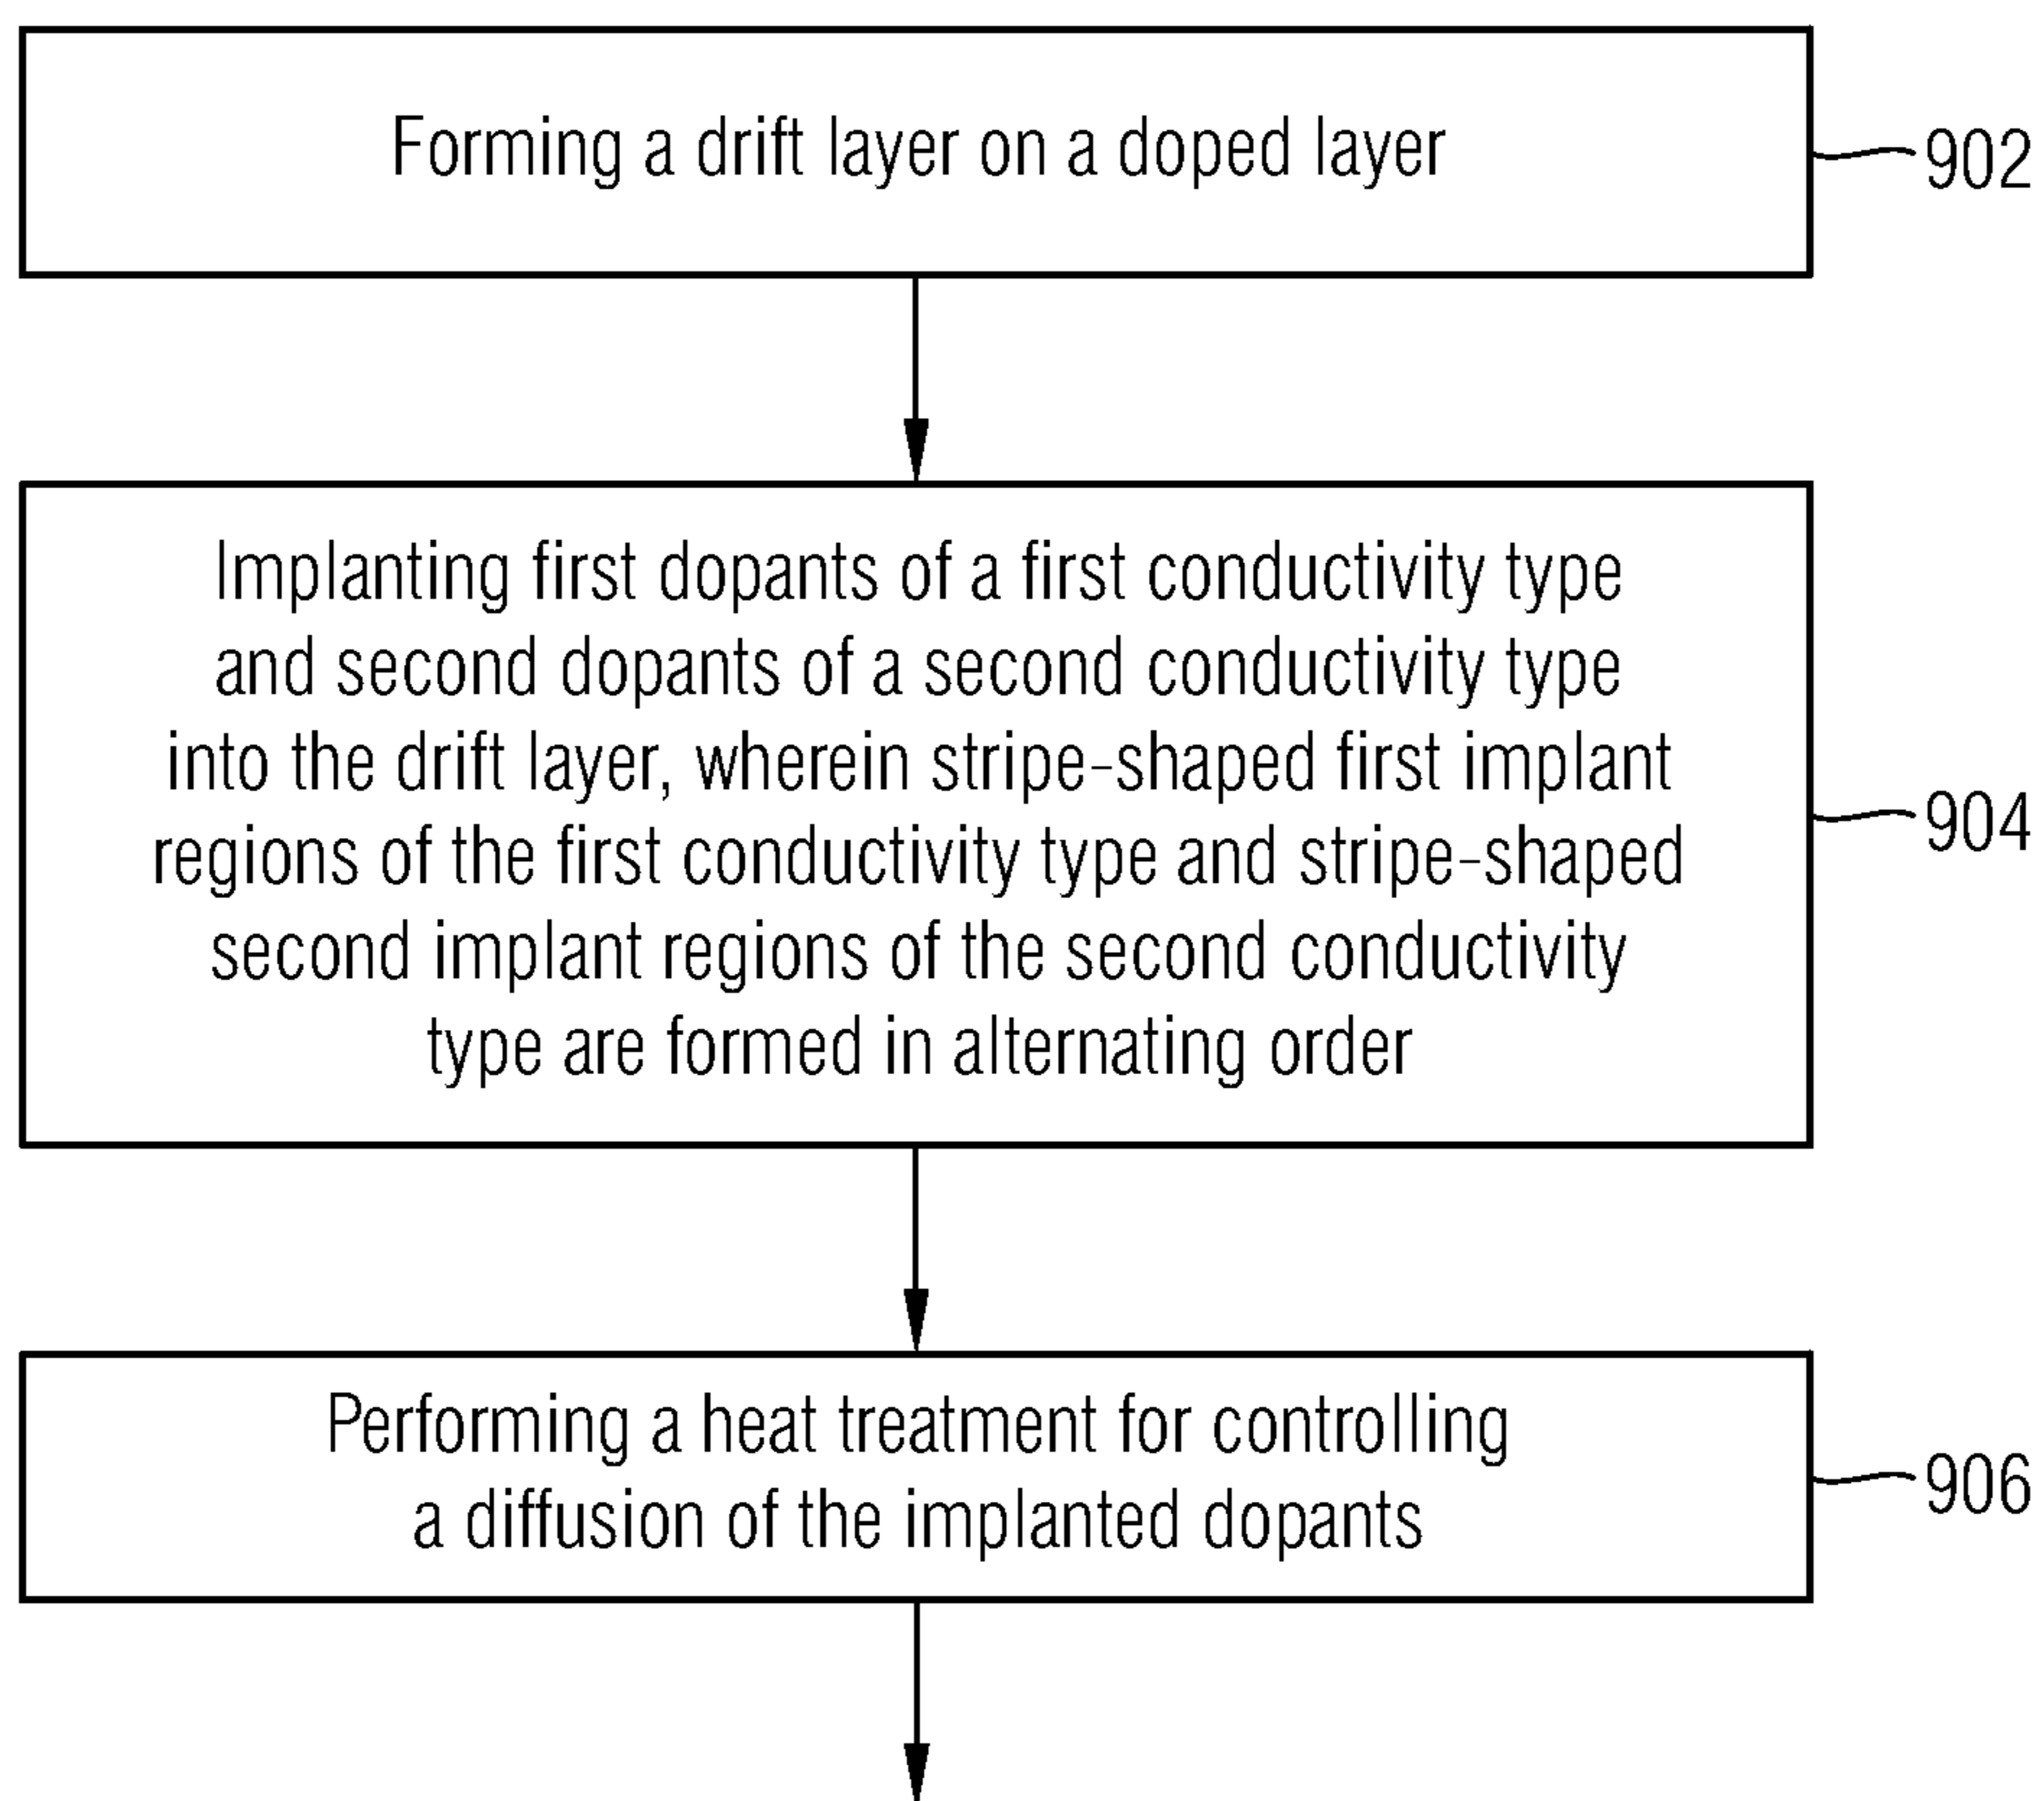 Forming a drift layer on a doped layer
902
Implanting first dopants of a first conductivity type
and second dopants of a second conductivity type
into the drift layer, wherein stripe-shaped first implant
regions of the first conductivity type and stripe-shaped
second implant regions of the second conductivity
type are formed in alternating order
904
Performing a heat treatment for controlling
a diffusion of the implanted dopants
906